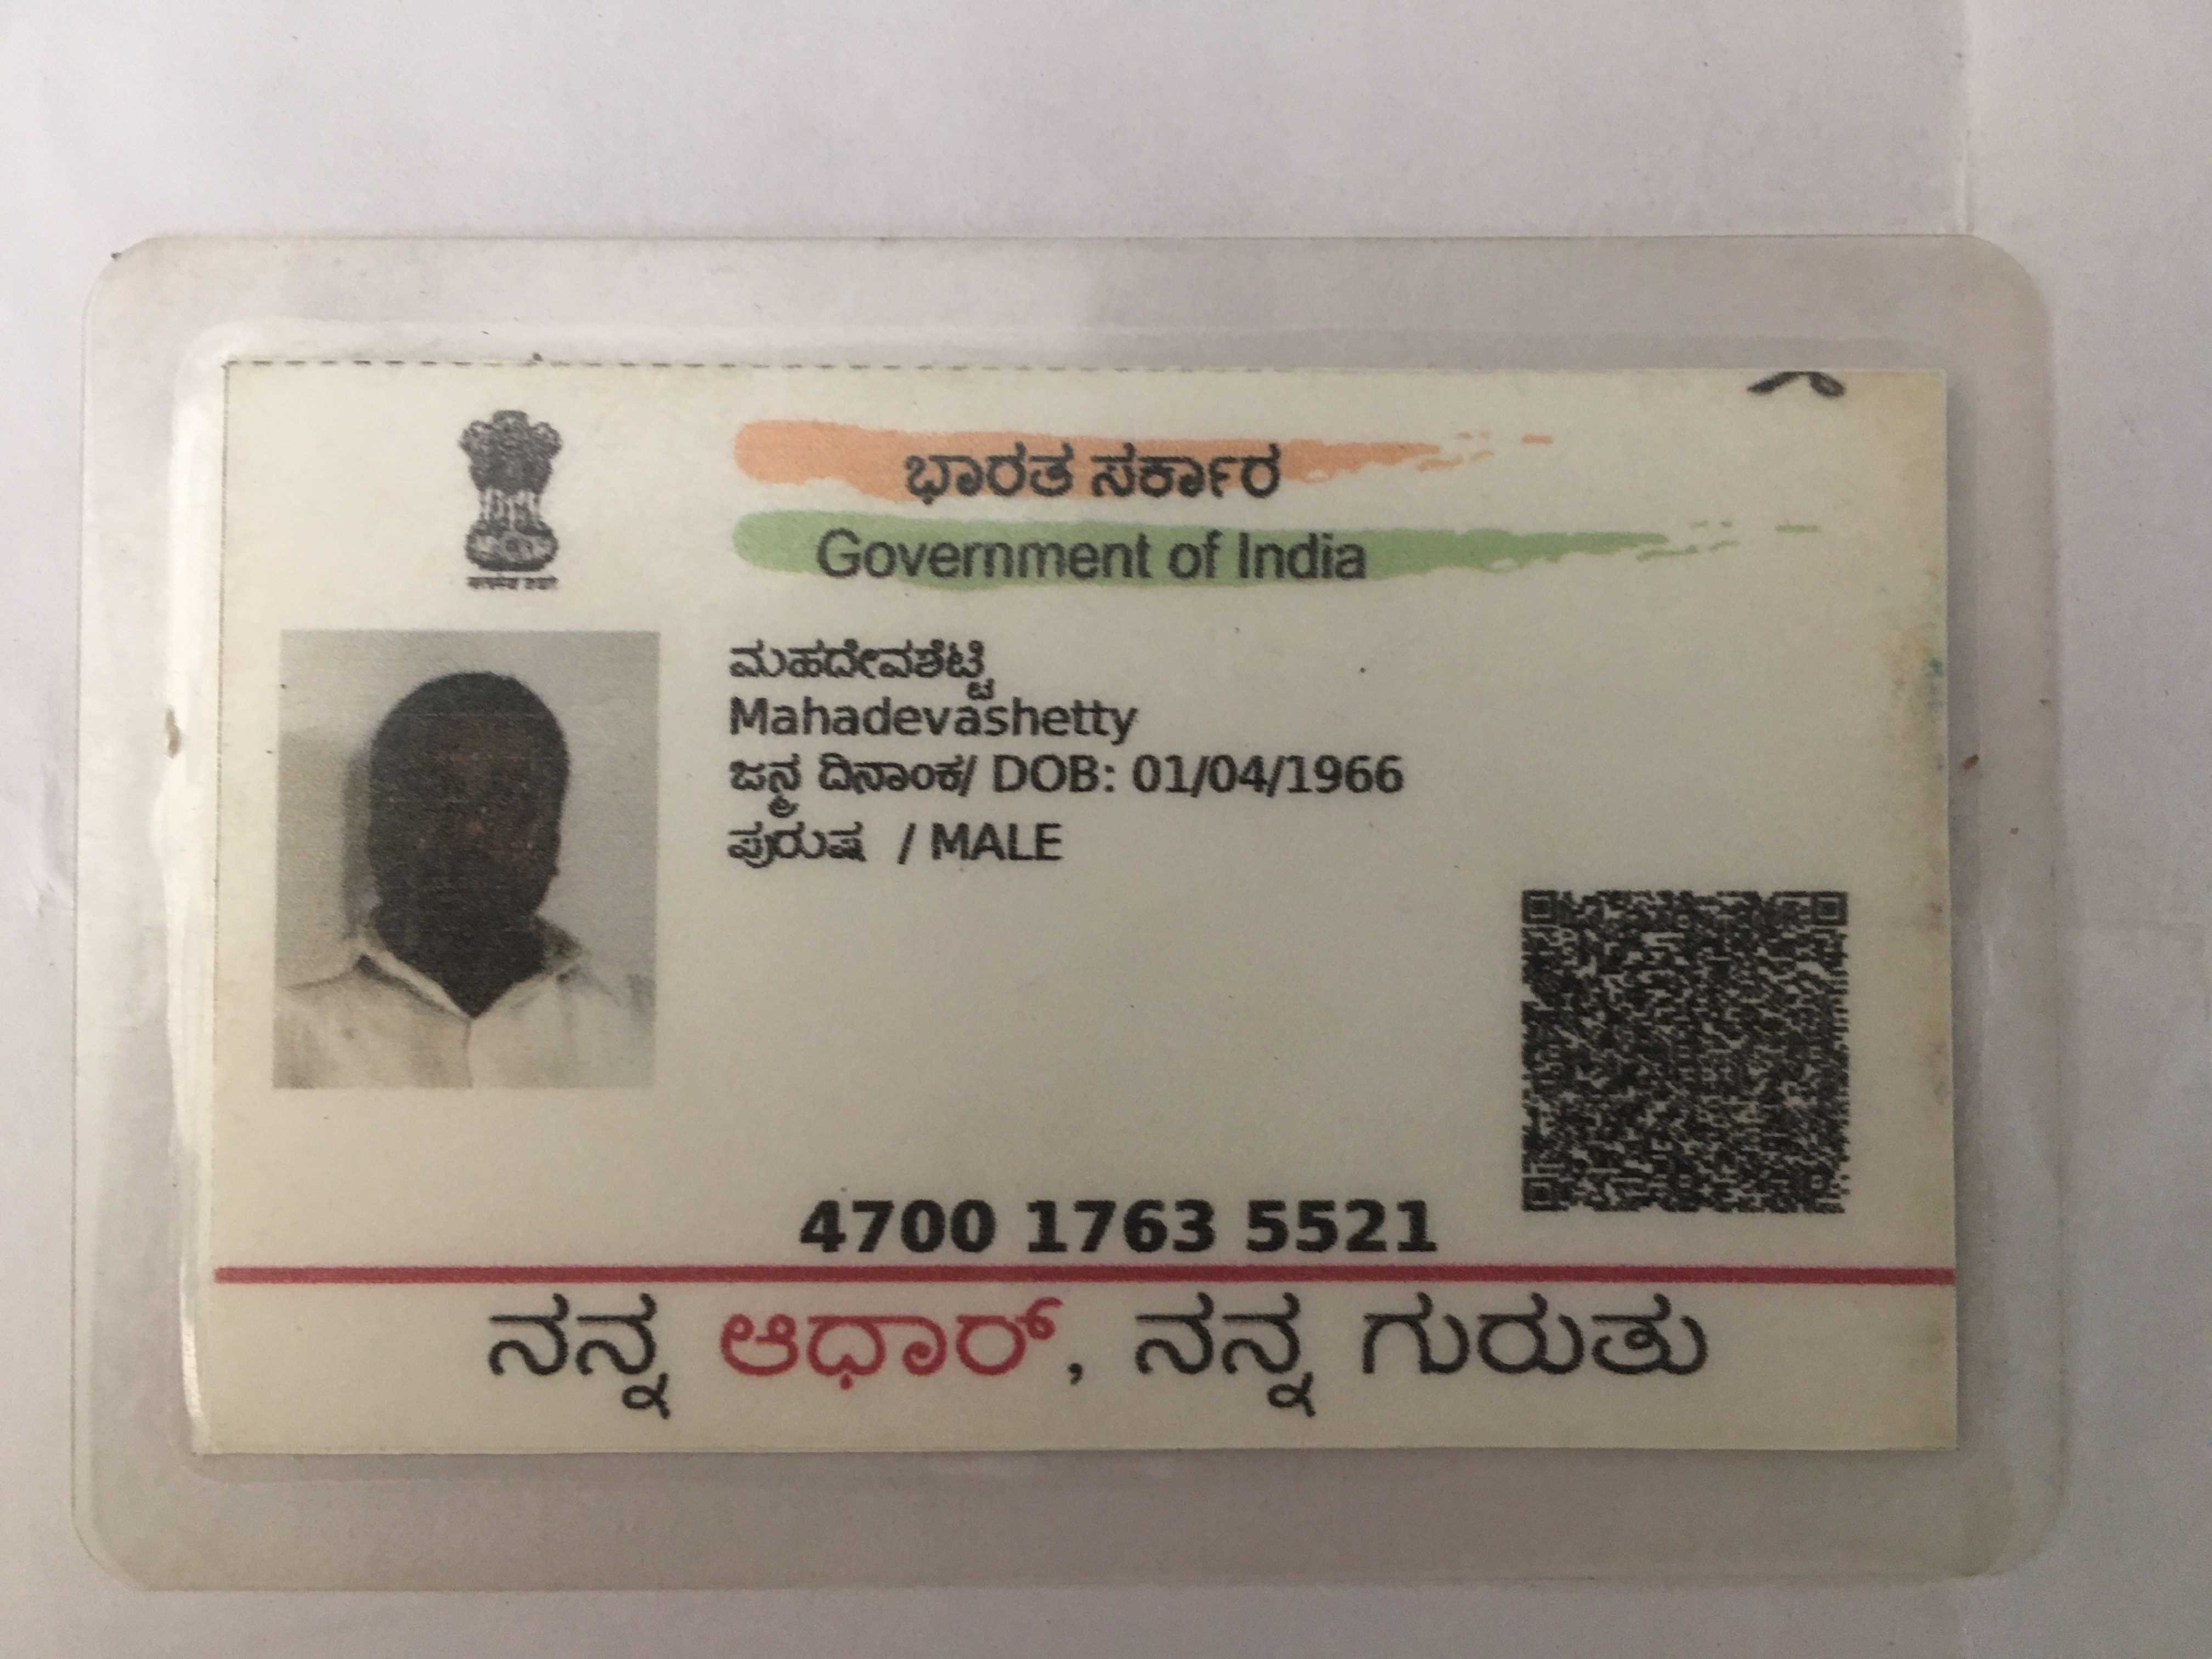 ಭಾರತ ಸರ್ಕಾರ
Government of India
ಮಹದೇವಶೆಟ್ಟಿ
Mahadevashetty
ಜನ್ಮ ದಿನಾಂಕ/ DOB: 01/04/1966
ಪುರುಷ / MALE
4700 1763 5521
ನನ್ನ ಆಧಾರ್, ನನ್ನ ಗುರುತು